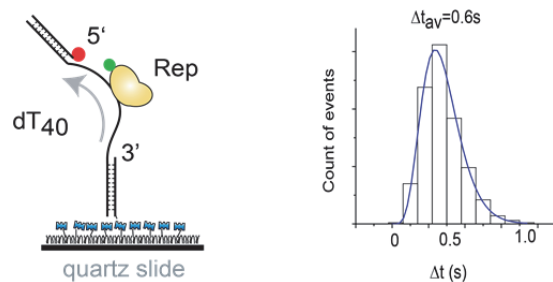 5‘
Rep
dT40
3’
quartz slide
Δtav=0.6s
Count of events
0 0.5 1.0
Δt (s)